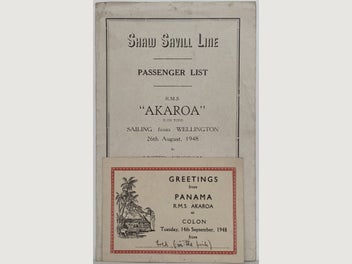 SHAW SAVILL LINE
PASSENGER LIST
R.M.S
"AKAROA"
SAILING from WELLINGTON
26th August, 1948
GREETINGS
from
PANAMA
R.M.S AKAROA
at
COLON
Tuesday, 14th September, 1948
from